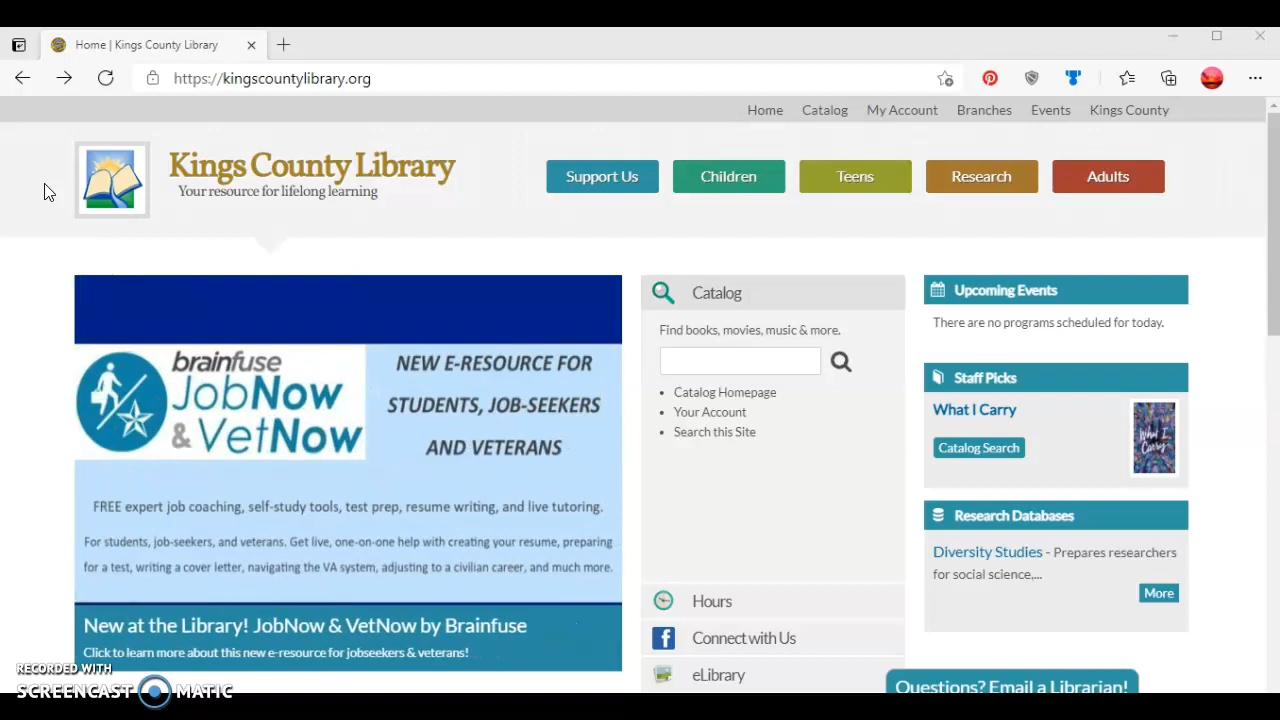 Home | Kings County Library
https://kingscountylibrary.org
Home Catalog My Account Branches Events Kings County
Kings County Library
Your resource for lifelong learning
Support Us Children Teens Research Adults
brainfuse
JobNow
& VetNow
NEW E-RESOURCE FOR
STUDENTS, JOB-SEEKERS
AND VETERANS
FREE expert job coaching, self-study tools, test prep, resume writing, and live tutoring.
For students, job-seekers, and veterans. Get live, one-on-one help with creating your resume, preparing
for a test, writing a cover letter, navigating the VA system, adjusting to a civilian career, and much more.
New at the Library! JobNow & VetNow by Brainfuse
Click to learn more about this new e-resource for jobseekers & veterans!
Catalog
Find books, movies, music & more.
Catalog Homepage
Your Account
Search this Site
Hours
Connect with Us
eLibrary
Upcoming Events
There are no programs scheduled for today.
Staff Picks
What I Carry
What I
Carry
Catalog Search
Research Databases
Diversity Studies - Prepares researchers
for social science,...
More
Questions? Email a Librarian!
RECORDED WITH
SCREENCAST MATIC